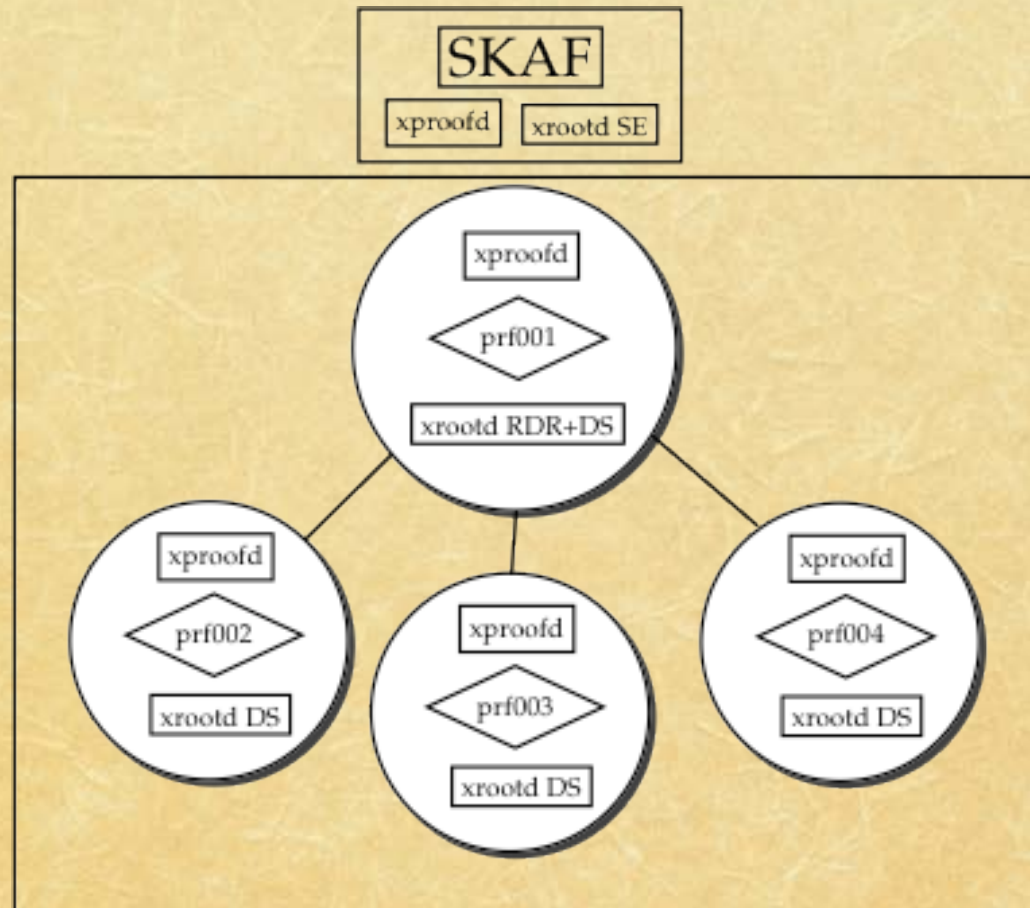 SKAF
xproofd
xrootd SE
xproofd
prf001
xrootd RDR+DS
xproofd
prf002
xrootd DS
xproofd
prf003
xrootd DS
xproofd
prf004
xrootd DS